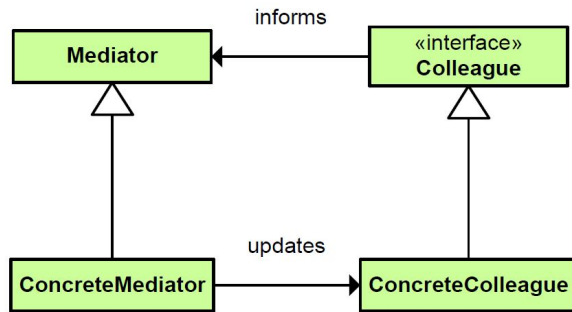 informs
Mediator
«interface»
Colleague
updates
ConcreteMediator
ConcreteColleague